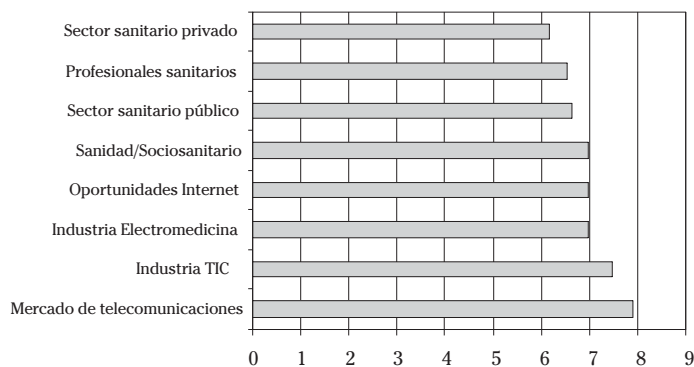 Sector sanitario privado
Profesionales sanitarios
Sector sanitario público
Sanidad/Sociosanitario
Oportunidades Internet
Industria Electromedicina
Industria TIC
Mercado de telecomunicaciones
0 1 2 3 4 5 6 7 8 9